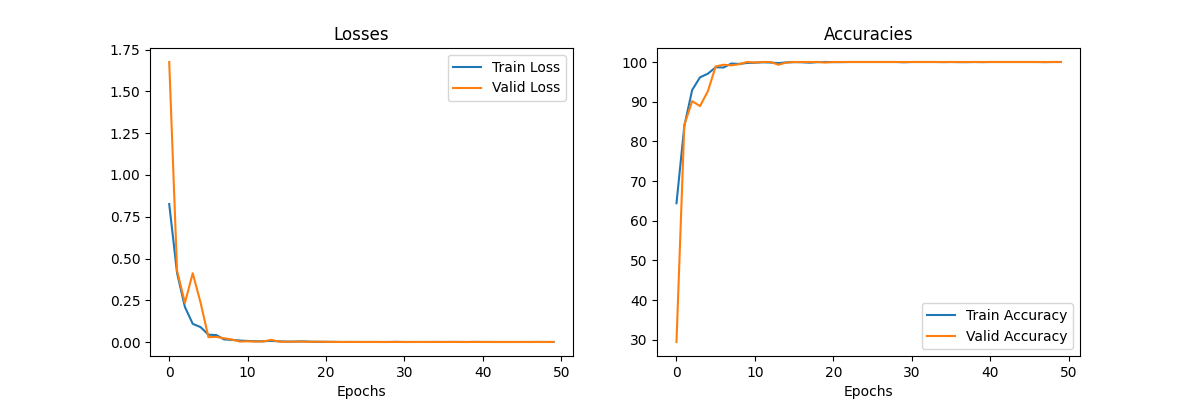 Losses
1.75
1.50
1.25
1.00
0.75
0.50
0.25
0.00
0 10 20 30 40 50
Epochs
Train Loss
Valid Loss
Accuracies
100
90
80
70
60
50
40
30
0 10 20 30 40 50
Epochs
Train Accuracy
Valid Accuracy